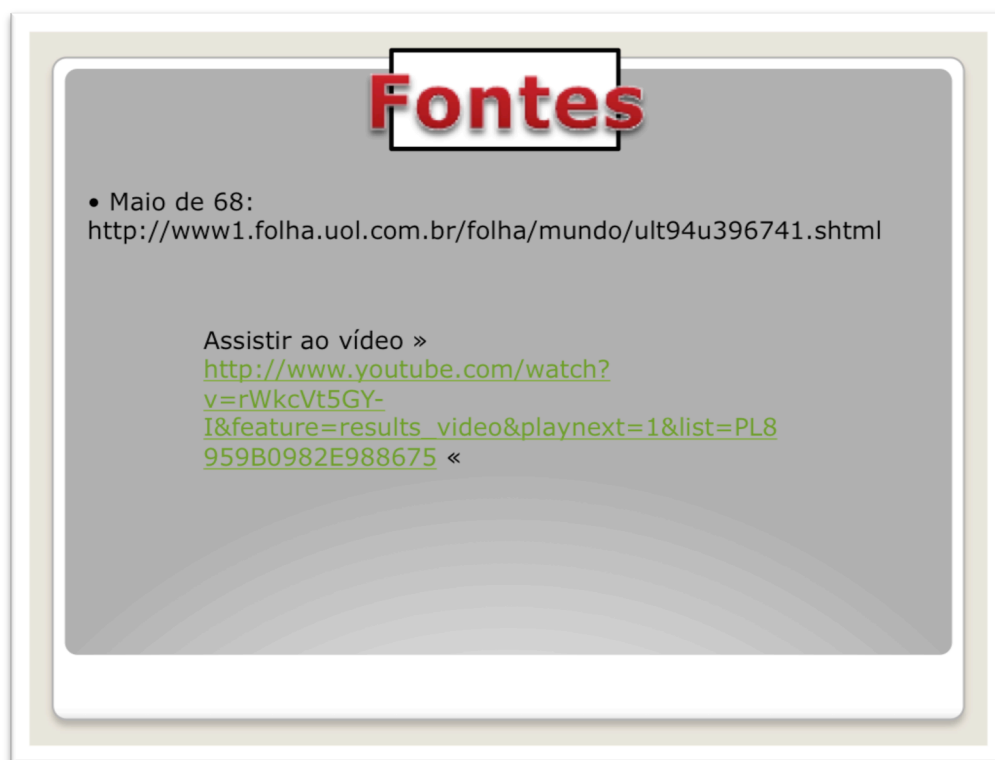 Fontes
• Maio de 68:
http://www1.folha.uol.com.br/folha/mundo/ult94u396741.shtml
Assistir ao vídeo »
http://www.youtube.com/watch?
v=rWkcVt5GY-
I&feature=results_video&playnext=1&list=PL8
959B0982E988675 «